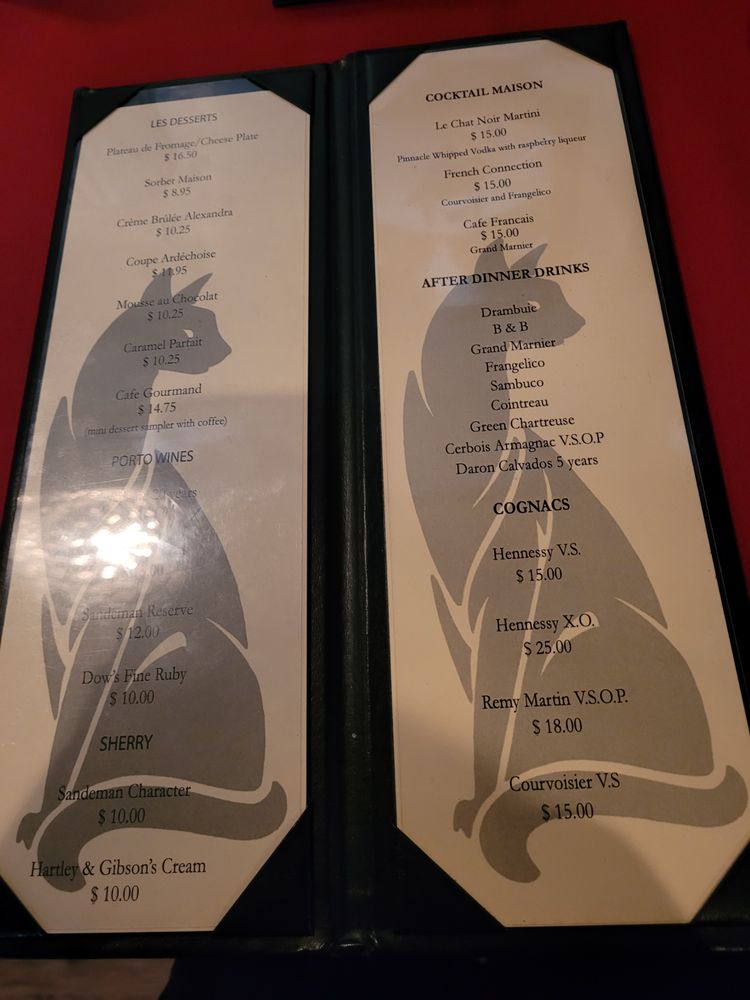 LES DESSERTS
Plateau de Fromage/Cheese Plate
$ 16.50
Sorbet Maison
$ 8.95
Crème Brûlée Alexandra
$ 10.25
Coupe Ardéchoise
$ 11.95
Mousse au Chocolat
$ 10.25
Caramel Parfait
$ 10.25
Cafe Gourmand
$ 14.75
(mini dessert sampler with coffee)
PORTO WINES
years
Sandeman Reserve
$ 12.00
Dow's Fine Ruby
$ 10.00
SHERRY
Sandeman Character
$ 10.00
Hartley & Gibson's Cream
$ 10.00
COCKTAIL MAISON
Le Chat Noir Martini
$ 15.00
Pinnacle Whipped Vodka with raspberry liqueur
French Connection
$ 15.00
Courvoisier and Frangelico
Cafe Francais
$ 15.00
Grand Marnier
AFTER DINNER DRINKS
Drambuie
B & B
Grand Marnier
Frangelico
Sambuco
Cointreau
Green Chartreuse
Cerbois Armagnac V.S.O.P
Daron Calvados 5 years
COGNACS
Hennessy V.S.
$ 15.00
Hennessy X.O.
$ 25.00
Remy Martin V.S.O.P.
$ 18.00
Courvoisier V.S
$ 15.00